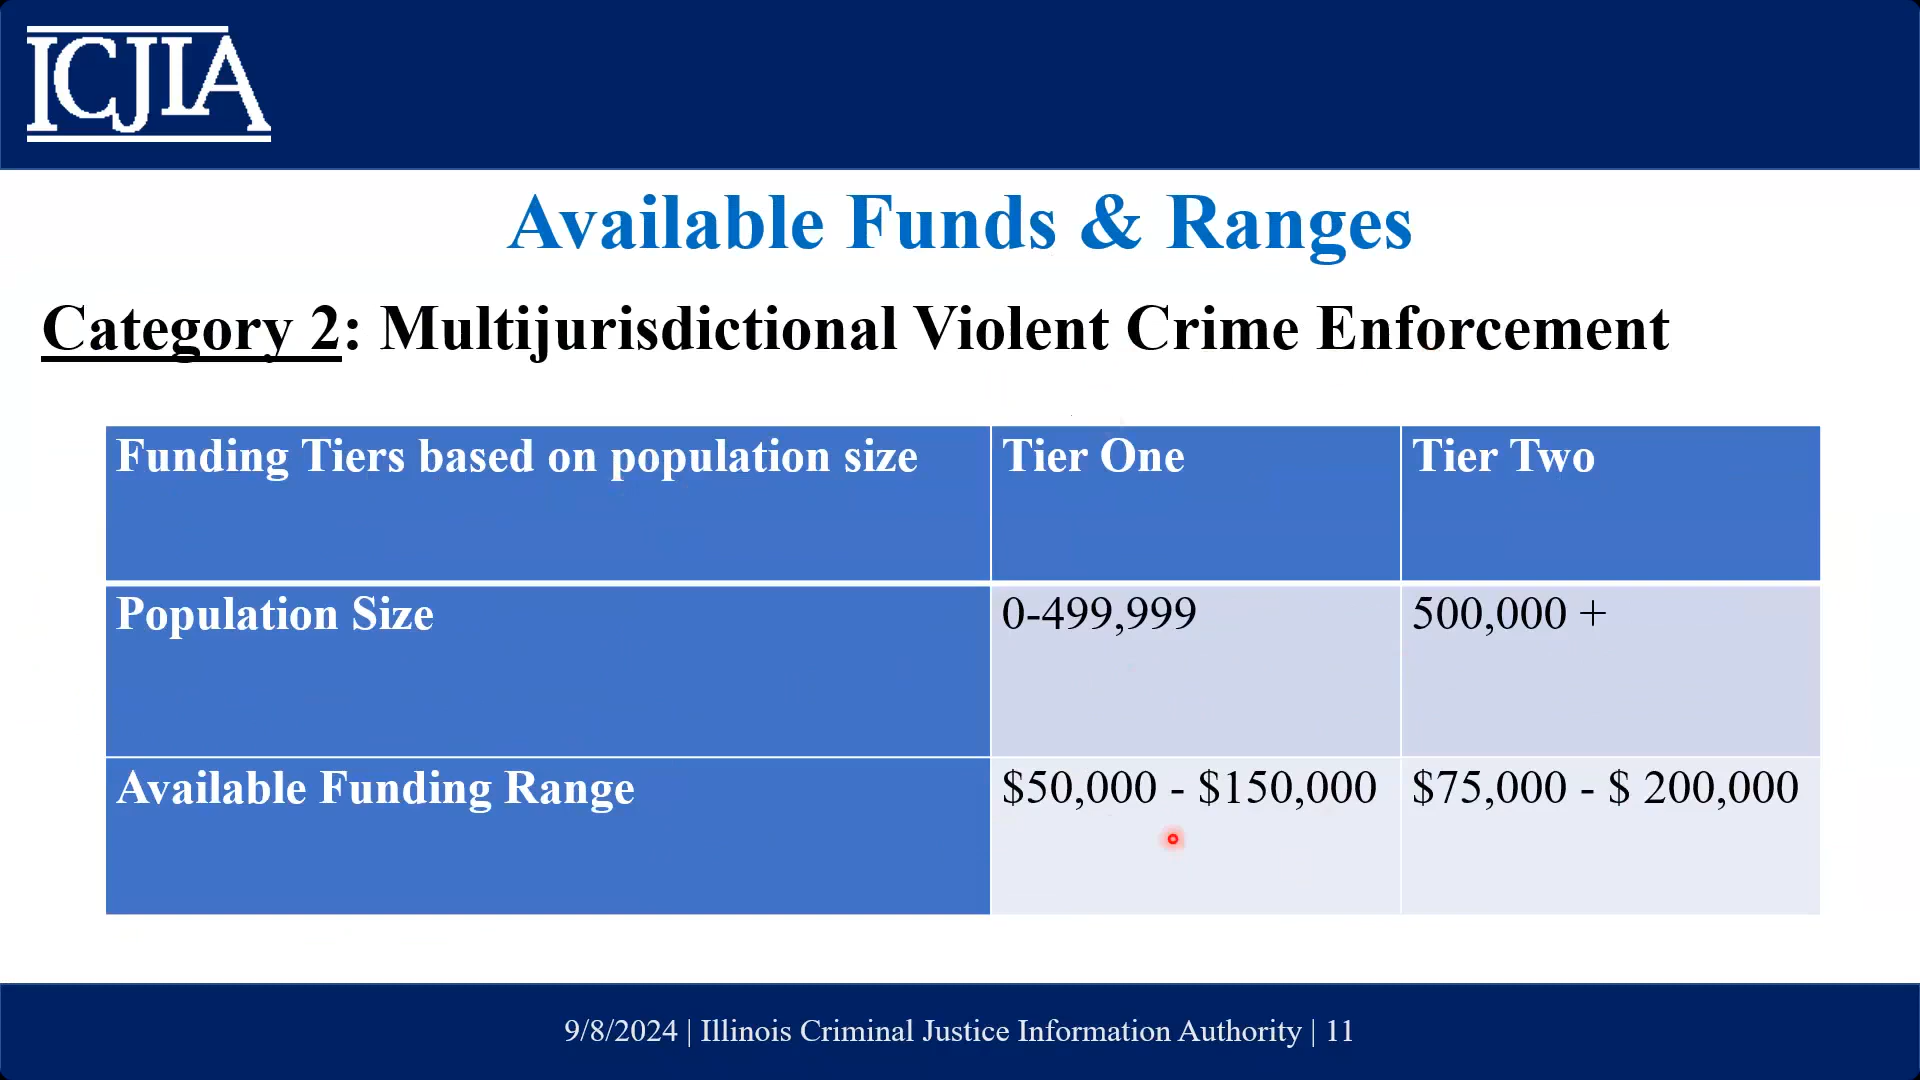 ICJIA
Available Funds & Ranges
Category 2: Multijurisdictional Violent Crime Enforcement
Funding Tiers based on population size
Tier One
Tier Two
Population Size
0-499,999
500,000 +
Available Funding Range
$50,000 - $150,000
$75,000 - $ 200,000
9/8/2024 | Illinois Criminal Justice Information Authority | 11